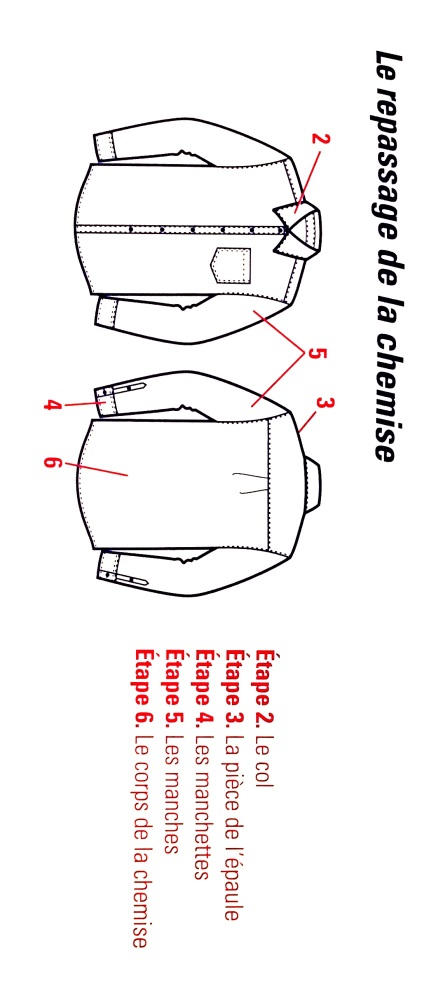 Le repassage de la chemise
2
5
3
4
6
Étape 2. Le col
Étape 3. La pièce de l'épaule
Étape 4. Les manchettes
Étape 5. Les manches
Étape 6. Le corps de la chemise